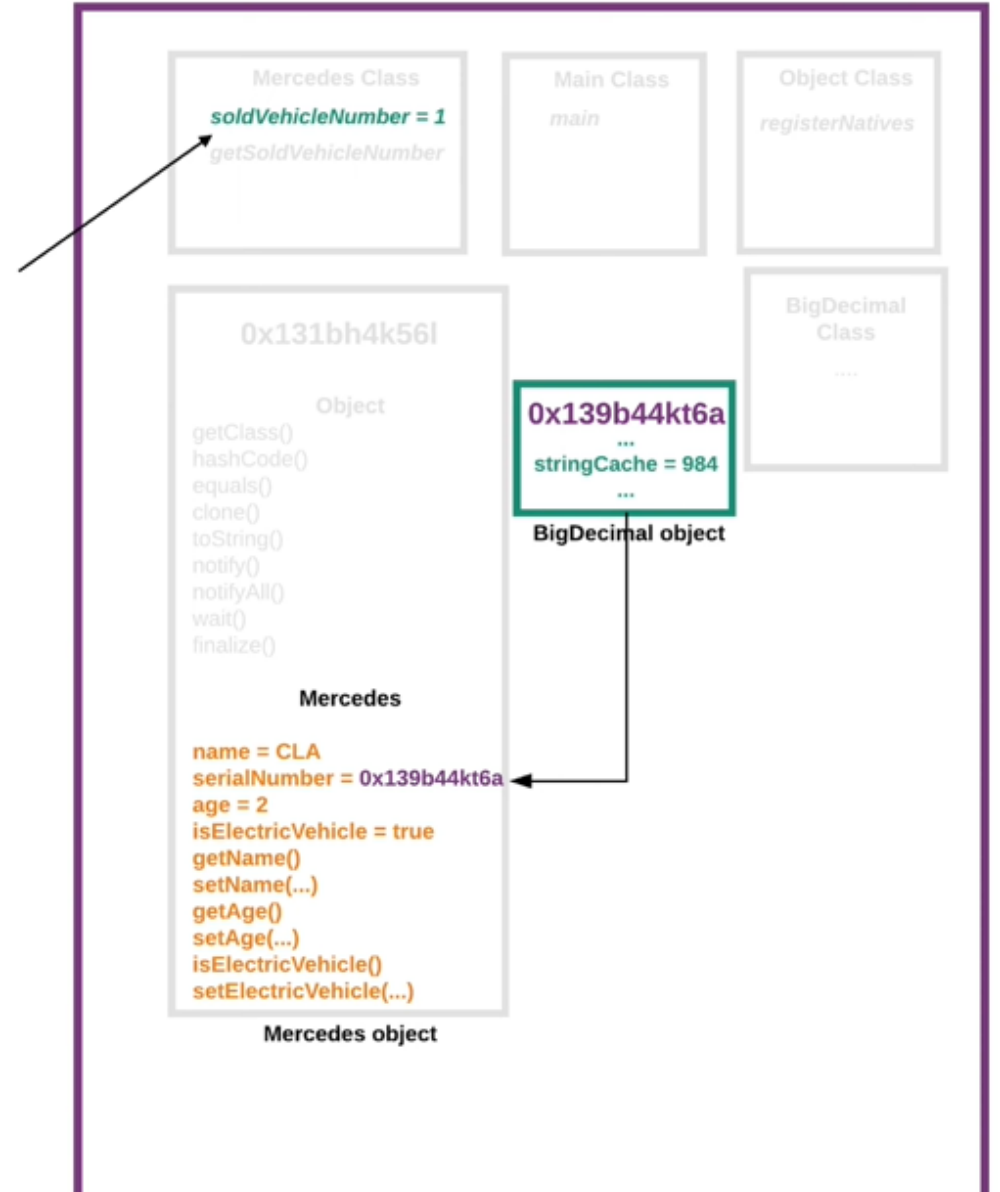 Mercedes Class
soldVehicleNumber = 1
getSoldVehicleNumber
Main Class
main
Object Class
registerNatives
BigDecimal
Class
....
0x131bh4k56l
Object
getClass()
hashCode()
equals()
clone()
toString()
notify()
notifyAll()
wait()
finalize()
0x139b44kt6a
...
stringCache = 984
...
BigDecimal object
Mercedes
name = CLA
serialNumber = 0x139b44kt6a
age = 2
isElectricVehicle = true
getName()
setName(...)
getAge()
setAge(...)
isElectricVehicle()
setElectricVehicle(...)
Mercedes object